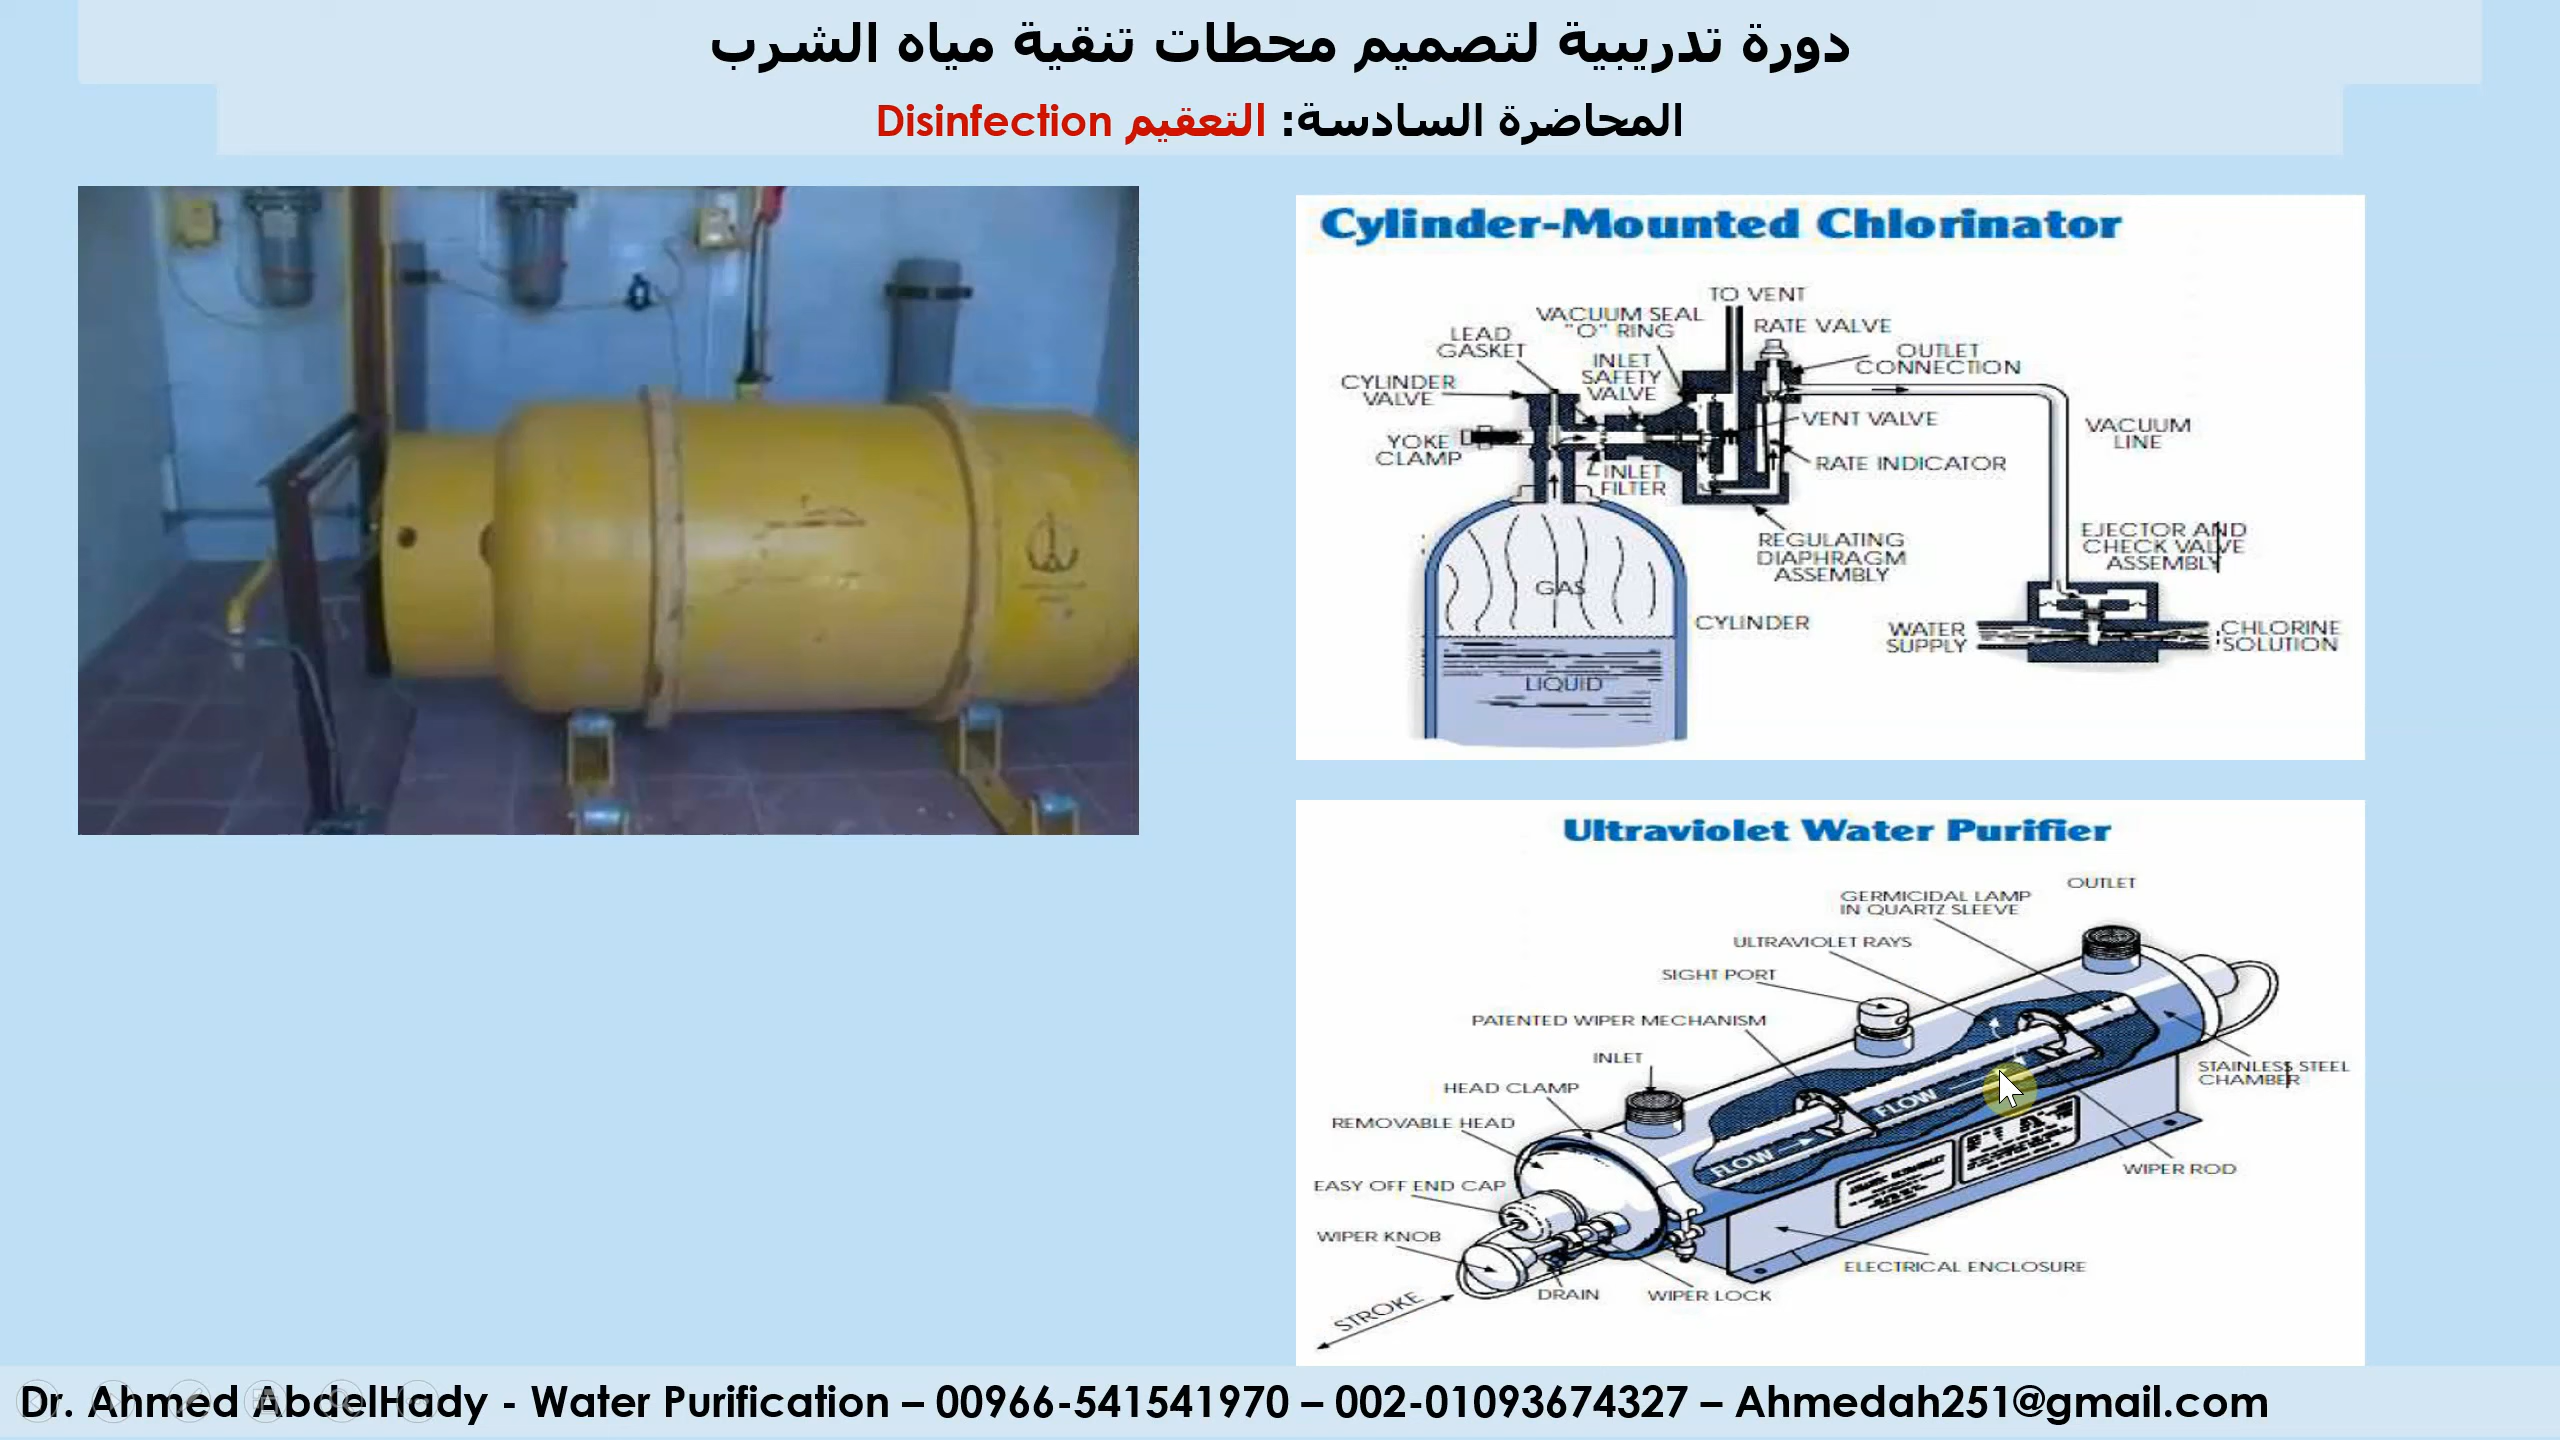 دورة تدريبية لتصميم محطات تنقية مياه الشرب
المحاضرة السادسة: التعقيم Disinfection
Cylinder-Mounted Chlorinator
TO VENT
VACUUM SEAL
"O" RING
RATE VALVE
LEAD
GASKET
OUTLET
CONNECTION
INLET
SAFETY
VALVE
CYLINDER
VALVE
VENT VALVE
VACUUM
LINE
YOKE
CLAMP
RATE INDICATOR
INLET
FILTER
REGULATING
DIAPHRAGM
ASSEMBLY
EJECTOR AND
CHECK VALVE
ASSEMBLY
GAS
CYLINDER
WATER
SUPPLY
CHLORINE
SOLUTION
LIQUID
Ultraviolet Water Purifier
OUTLET
GERMICIDAL LAMP
IN QUARTZ SLEEVE
ULTRAVIOLET RAYS
SIGHT PORT
PATENTED WIPER MECHANISM
INLET
HEAD CLAMP
STAINLESS STEEL
CHAMBER
REMOVABLE HEAD
FLOW
FLOW
WIPER ROD
EASY OFF END CAP
WIPER KNOB
ELECTRICAL ENCLOSURE
DRAIN
WIPER LOCK
STROKE
Dr. Ahmed AbdelHady - Water Purification – 00966-541541970 – 002-01093674327 – Ahmedah251@gmail.com